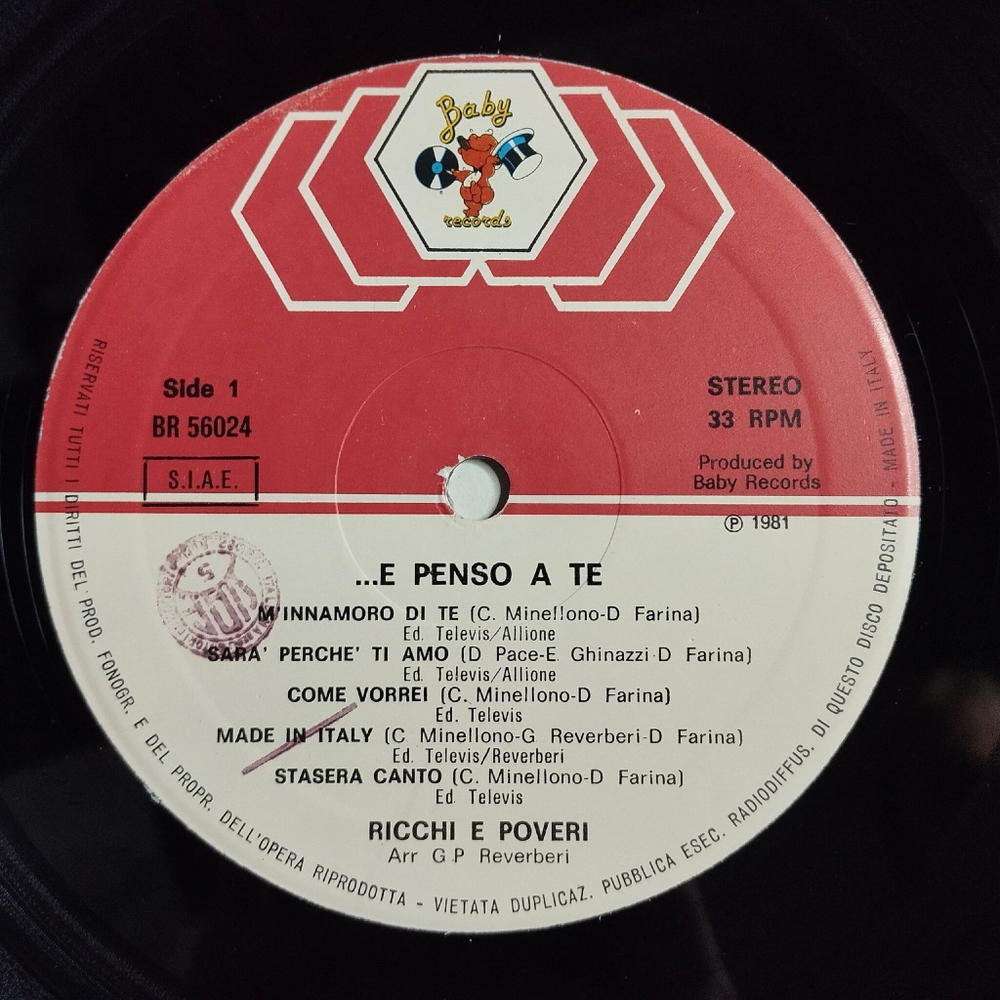 Baby
records
Side 1
BR 56024
S.I.A.E.
STEREO
33 RPM
Produced by
Baby Records
℗ 1981
...E PENSO A TE
M'INNAMORO DI TE (C. Minellono-D Farina)
Ed. Televis/Allione
SARA' PERCHE' TI AMO (D Pace-E. Ghinazzi-D Farina)
Ed. Televis/Allione
COME VORREI (C. Minellono-D Farina)
Ed. Televis
MADE IN ITALY (C. Minellono-G. Reverberi-D Farina)
Ed. Televis/Reverberi
STASERA CANTO (C. Minellono-D Farina)
Ed. Televis
RICCHI E POVERI
Arr G.P Reverberi
RISERVATI TUTTI I DIRITTI DEL PROD. FONOGR. E DEL PROPR. DELL'OPERA RIPRODOTTA - VIETATA DUPLICAZ. PUBBLICA ESEC. RADIODIFFUS. DI QUESTO DISCO DEPOSITATO - MADE IN ITALY